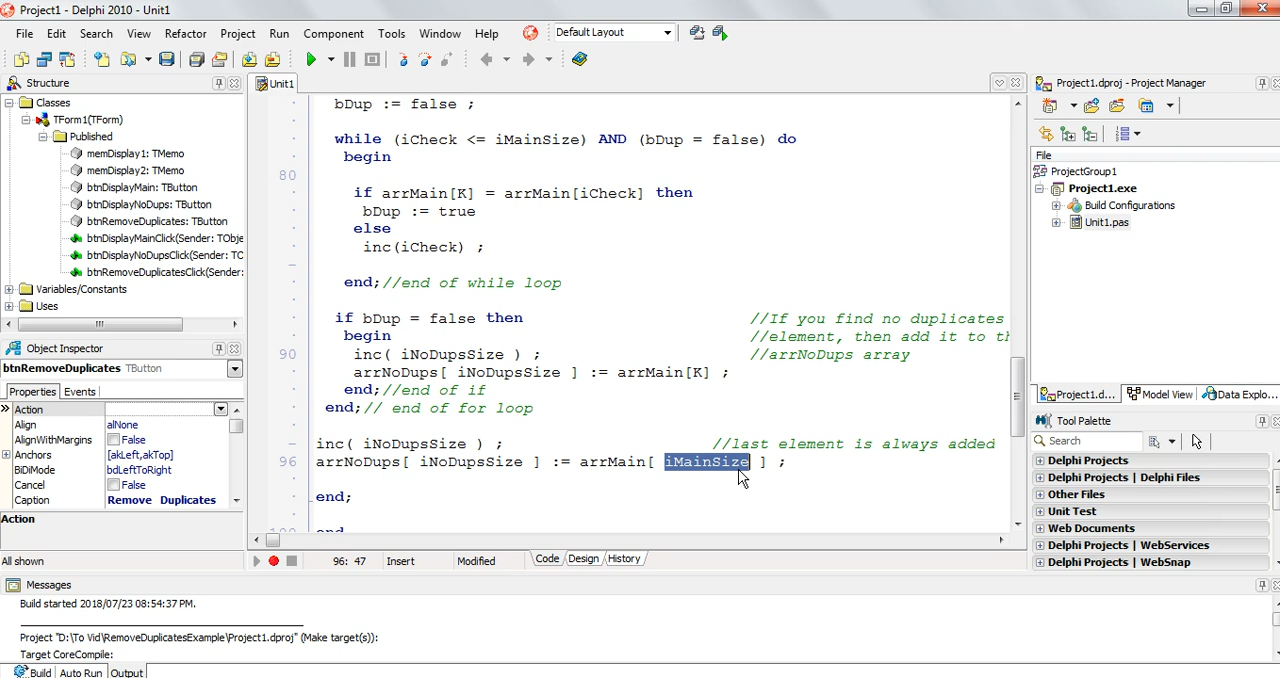 Project1 - Delphi 2010 - Unit1
File Edit Search View Refactor Project Run Component Tools Window Help Default Layout
Structure
Classes
TForm1(TForm)
Published
memDisplay1: TMemo
memDisplay2: TMemo
btnDisplayMain: TButton
btnDisplayNoDups: TButton
btnRemoveDuplicates: TButton
btnDisplayMainClick(Sender: TObje
btnDisplayNoDupsClick(Sender: TO
btnRemoveDuplicatesClick(Sender:
Variables/Constants
Uses
Object Inspector
btnRemoveDuplicates TButton
Properties Events
Action
Align alNone
AlignWithMargins False
Anchors [akLeft,akTop]
BiDiMode bdLeftToRight
Cancel False
Caption Remove Duplicates
Action
All shown
Unit1
bDup := false ;
while (iCheck <= iMainSize) AND (bDup = false) do
begin
80
if arrMain[K] = arrMain[iCheck] then
bDup := true
else
inc(iCheck) ;
end;//end of while loop
if bDup = false then //If you find no duplicates
begin //element, then add it to th
90 inc( iNoDupsSize ) ; //arrNoDups array
arrNoDups[ iNoDupsSize ] := arrMain[K] ;
end;//end of if
end;// end of for loop
inc( iNoDupsSize ) ; //last element is always added
96 arrNoDups[ iNoDupsSize ] := arrMain[ iMainSize ] ;
end;
96: 47 Insert Modified Code Design History
Project1.dproj - Project Manager
File
ProjectGroup1
Project1.exe
Build Configurations
Unit1.pas
Project1.d... Model View Data Explo...
Tool Palette
Search
Delphi Projects
Delphi Projects | Delphi Files
Other Files
Unit Test
Web Documents
Delphi Projects | WebServices
Delphi Projects | WebSnap
Messages
Build started 2018/07/23 08:54:37 PM.
Project "D:\To Vid\RemoveDuplicatesExample\Project1.dproj" (Make target(s)):
Target CoreCompile:
Build Auto Run Output